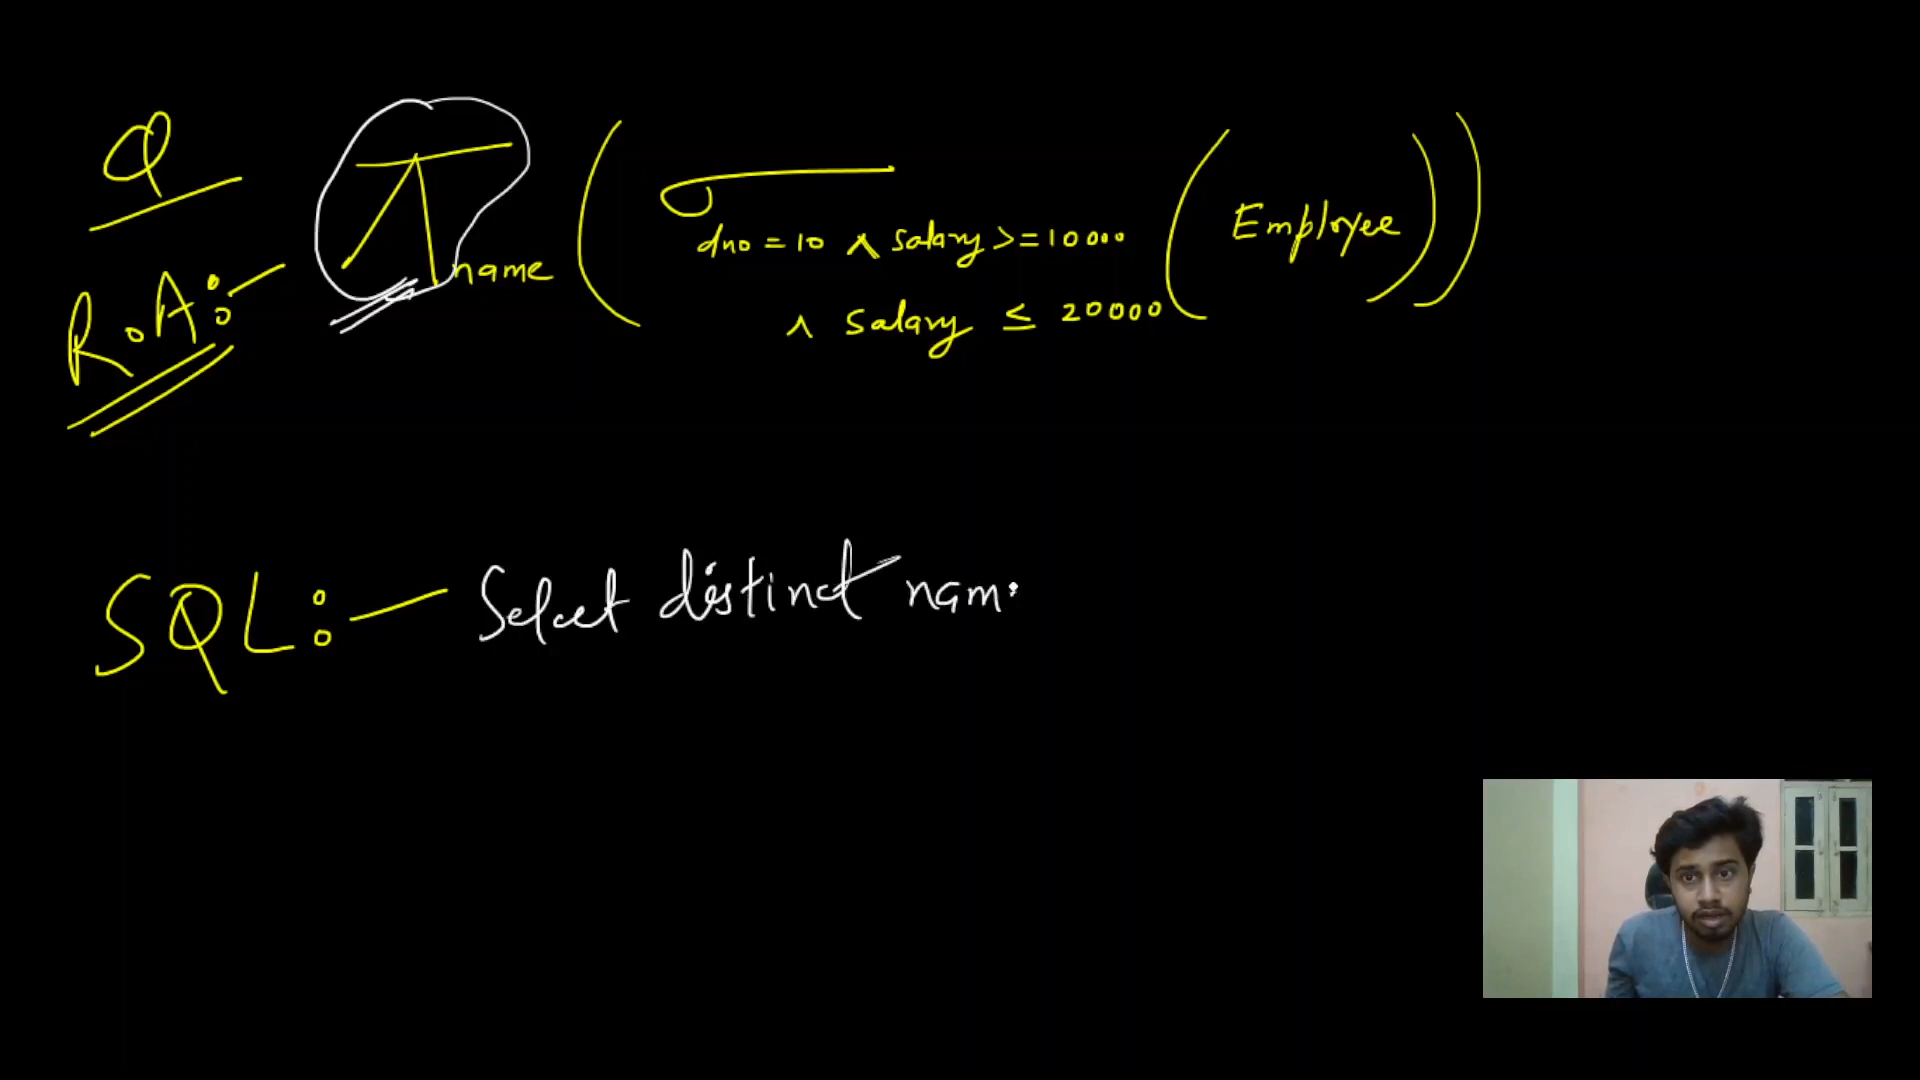 Q
R.A:- π name ( σ dno = 10 ∧ salary >= 10000 ( Employee ) )
∧ salary ≤ 20000
SQL:- Select distinct nam